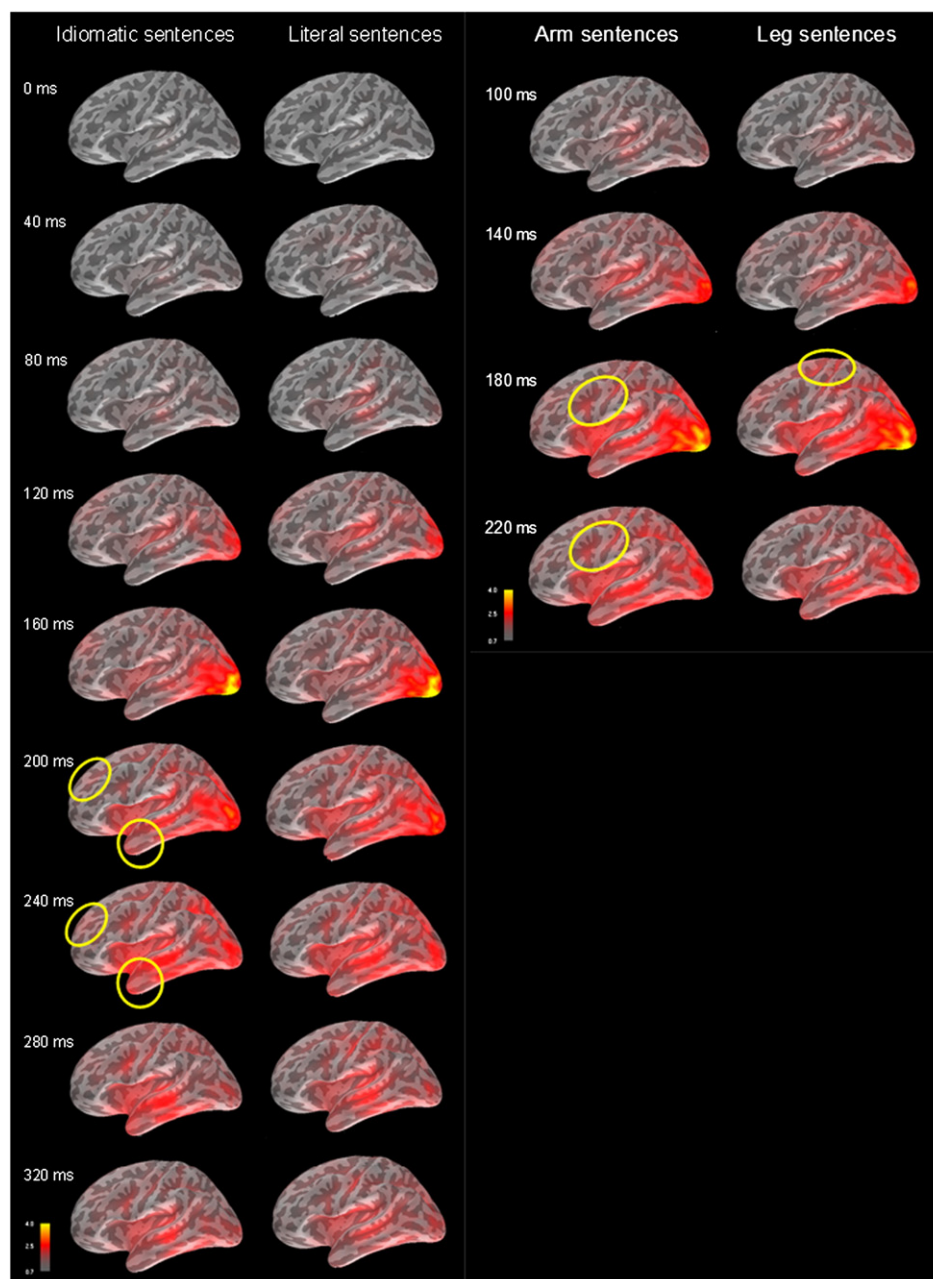 Idiomatic sentences Literal sentences
0 ms
40 ms
80 ms
120 ms
160 ms
200 ms
240 ms
280 ms
320 ms
4.0
2.5
0.7
Arm sentences Leg sentences
100 ms
140 ms
180 ms
220 ms
4.0
2.5
0.7